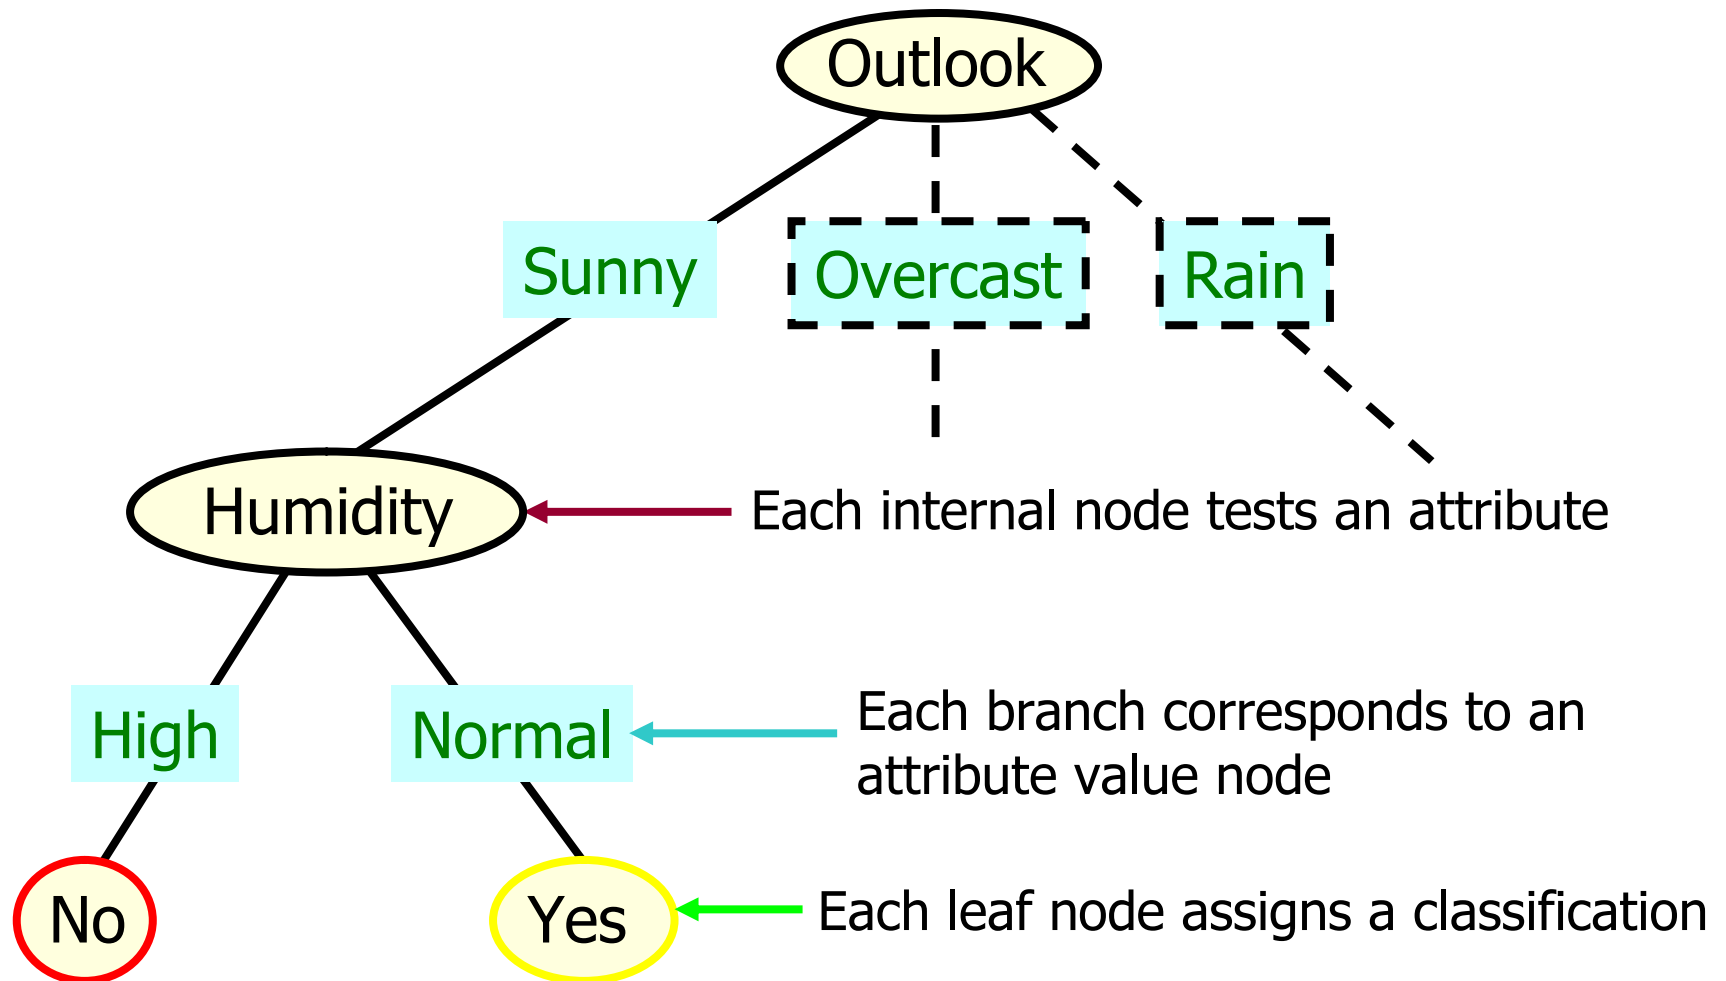 Outlook
Sunny
Overcast
Rain
Humidity
Each internal node tests an attribute
High
Normal
Each branch corresponds to an
attribute value node
No
Yes
Each leaf node assigns a classification